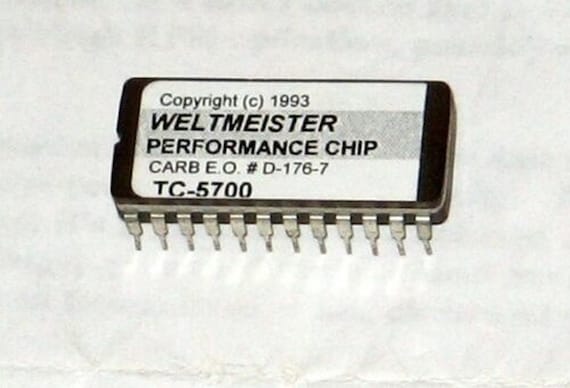 Copyright (c) 1993
WELTMEISTER
PERFORMANCE CHIP
CARB E.O. # D-176-7
TC-5700